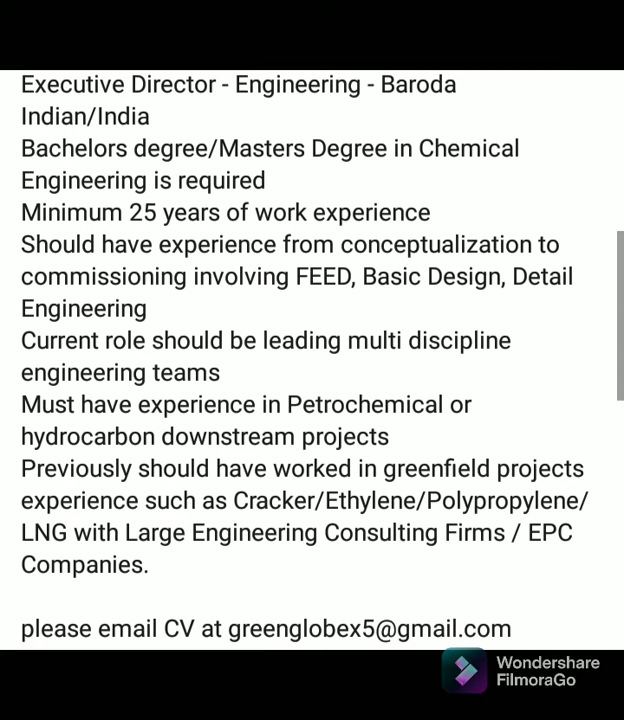 Executive Director - Engineering - Baroda
Indian/India
Bachelors degree/Masters Degree in Chemical
Engineering is required
Minimum 25 years of work experience
Should have experience from conceptualization to
commissioning involving FEED, Basic Design, Detail
Engineering
Current role should be leading multi discipline
engineering teams
Must have experience in Petrochemical or
hydrocarbon downstream projects
Previously should have worked in greenfield projects
experience such as Cracker/Ethylene/Polypropylene/
LNG with Large Engineering Consulting Firms / EPC
Companies.
please email CV at greenglobex5@gmail.com
Wondershare
FilmoraGo